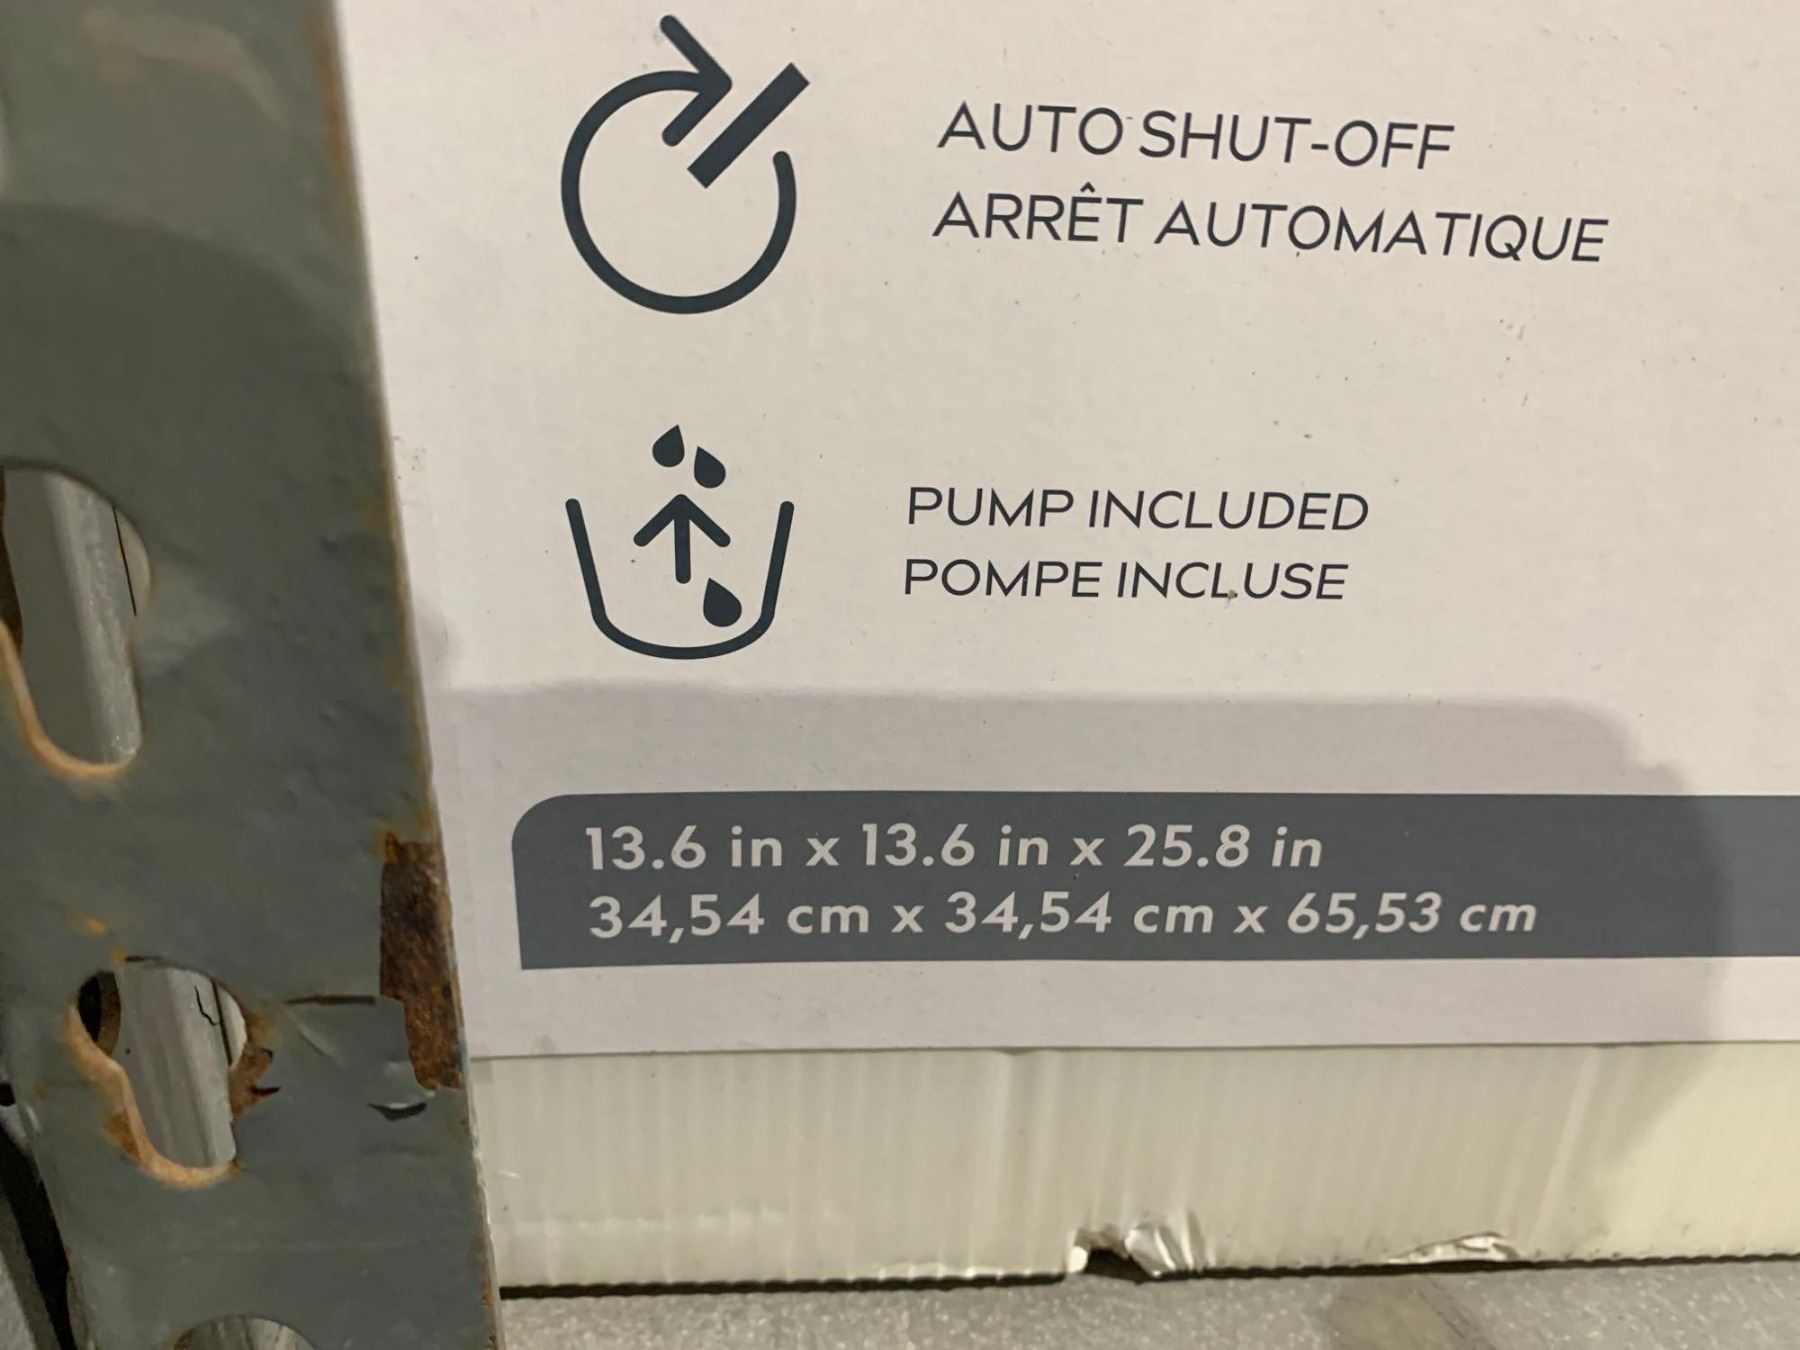 AUTO SHUT-OFF
ARRÊT AUTOMATIQUE
PUMP INCLUDED
POMPE INCLUSE
13.6 in x 13.6 in x 25.8 in
34,54 cm x 34,54 cm x 65,53 cm